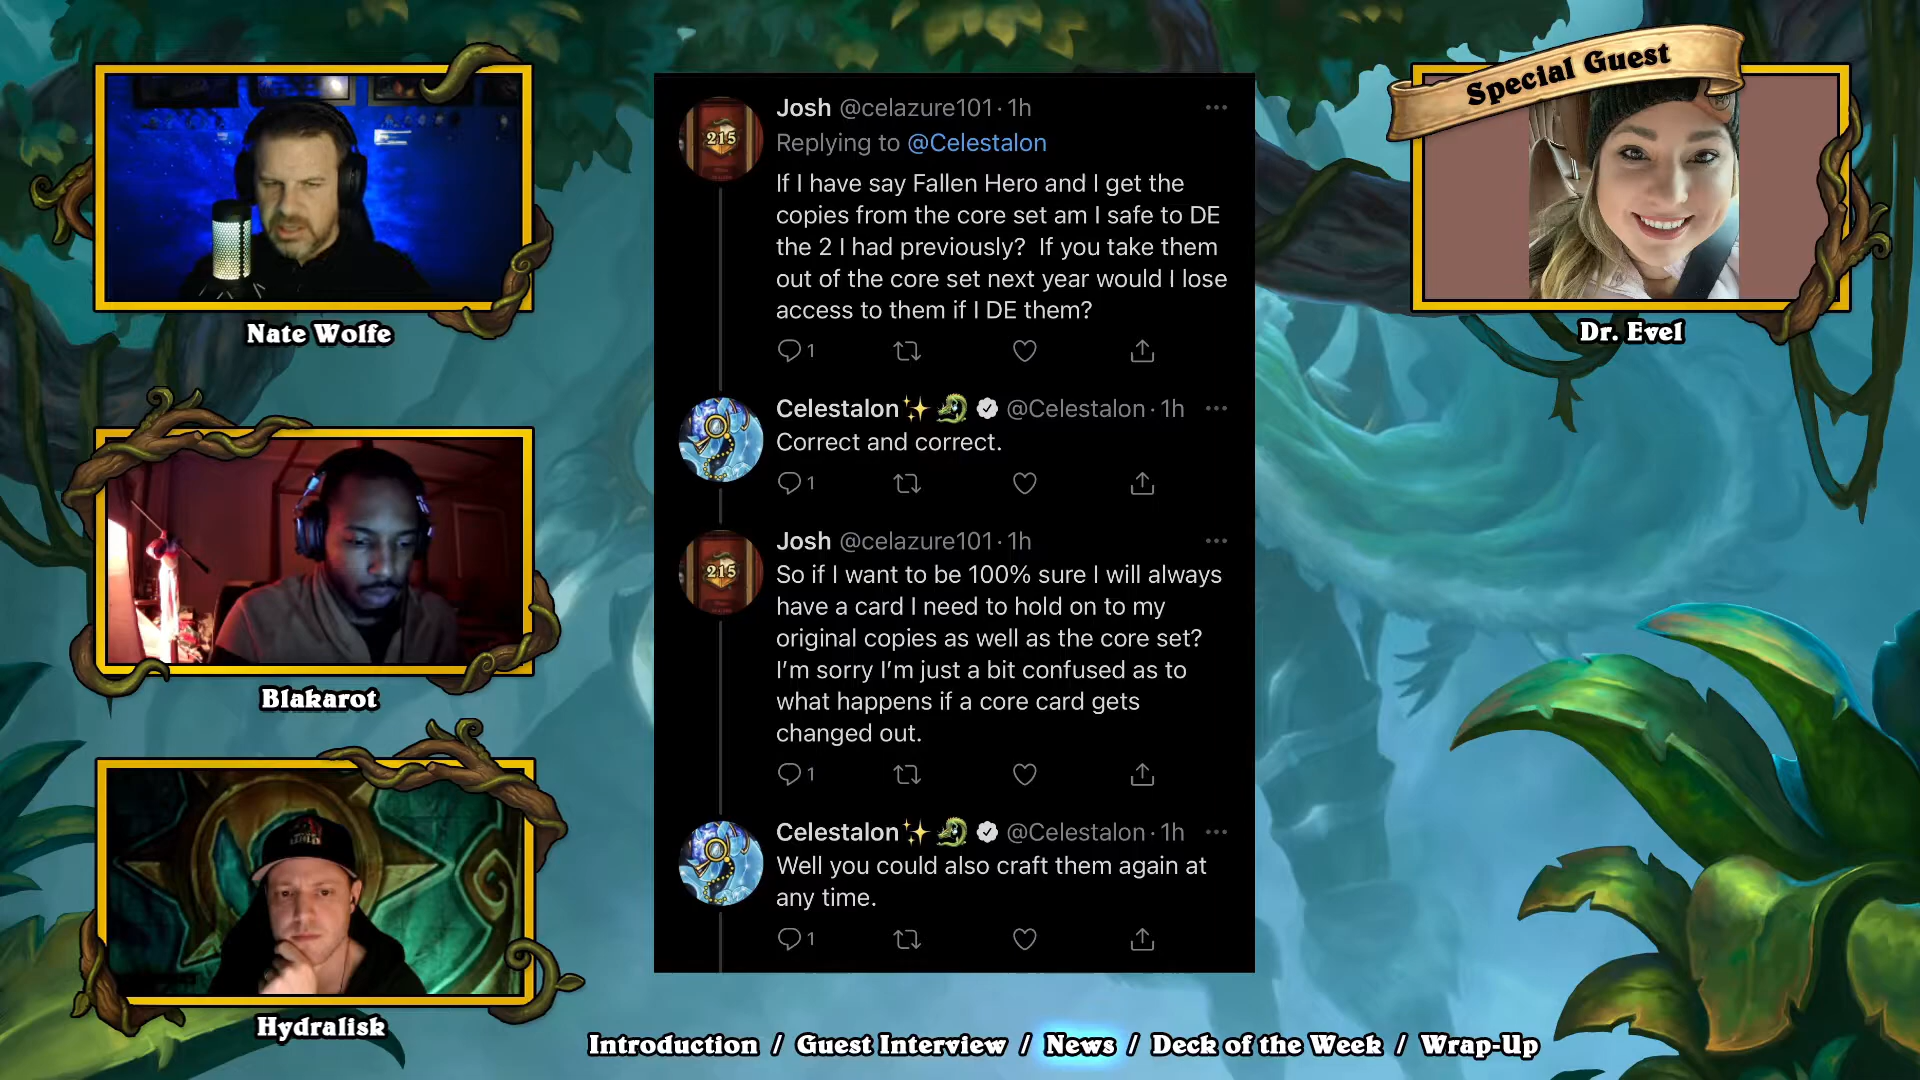 Special Guest
Nate Wolfe
Dr. Evel
Blakarot
Hydralisk
215
Josh @celazure101 · 1h
Replying to @Celestalon
If I have say Fallen Hero and I get the
copies from the core set am I safe to DE
the 2 I had previously?  If you take them
out of the core set next year would I lose
access to them if I DE them?
1
Celestalon✨🐉 @Celestalon · 1h
Correct and correct.
1
215
Josh @celazure101 · 1h
So if I want to be 100% sure I will always
have a card I need to hold on to my
original copies as well as the core set?
I’m sorry I’m just a bit confused as to
what happens if a core card gets
changed out.
1
Celestalon✨🐉 @Celestalon · 1h
Well you could also craft them again at
any time.
1
Introduction / Guest Interview / News / Deck of the Week / Wrap-Up